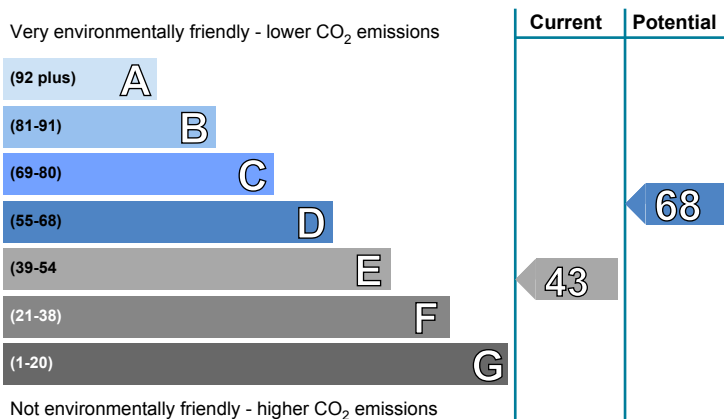 Current Potential
Very environmentally friendly - lower CO₂ emissions
(92 plus) A
(81-91) B
(69-80) C
(55-68) D
68
(39-54 E
43
(21-38) F
(1-20) G
Not environmentally friendly - higher CO₂ emissions